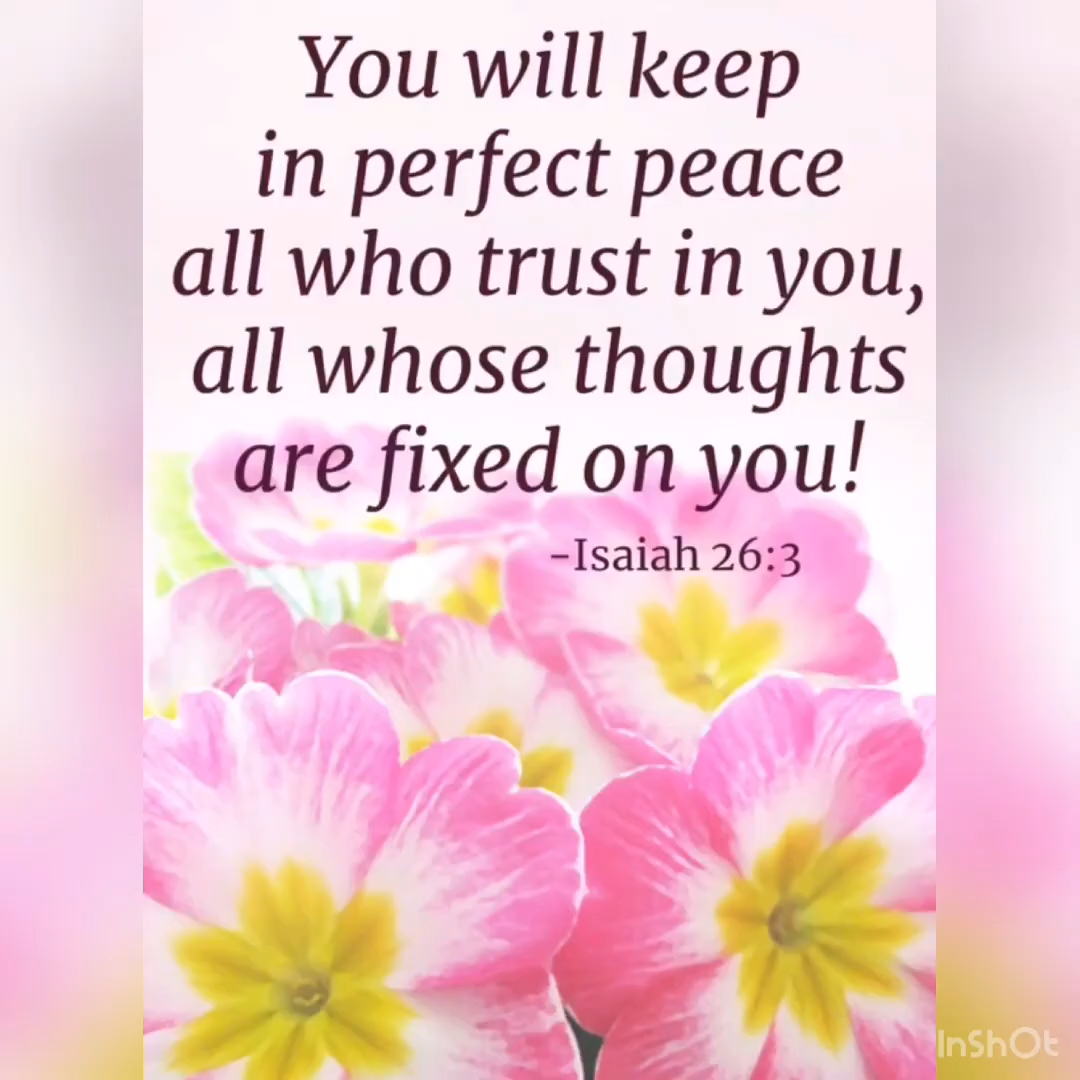 You will keep
in perfect peace
all who trust in you,
all whose thoughts
are fixed on you!
-Isaiah 26:3
InShOt